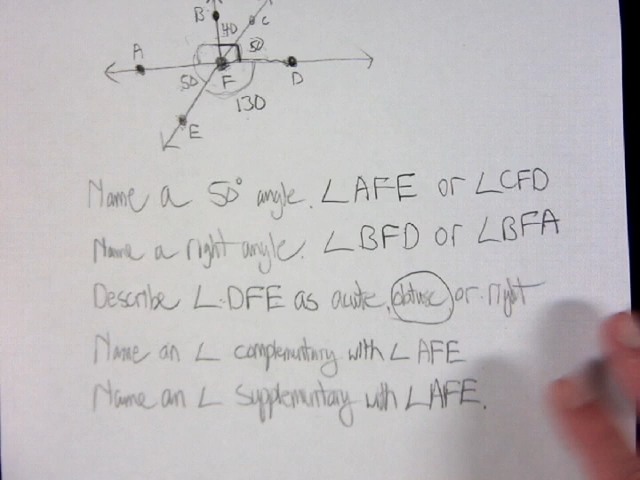 B 40 C
A 50
50 F D
130
E
Name a 50° angle. ∠AFE or ∠CFD
Name a right angle. ∠BFD or ∠BFA
Describe ∠DFE as acute, obtuse or right
Name an ∠ complementary with ∠AFE
Name an ∠ supplementary with ∠AFE.